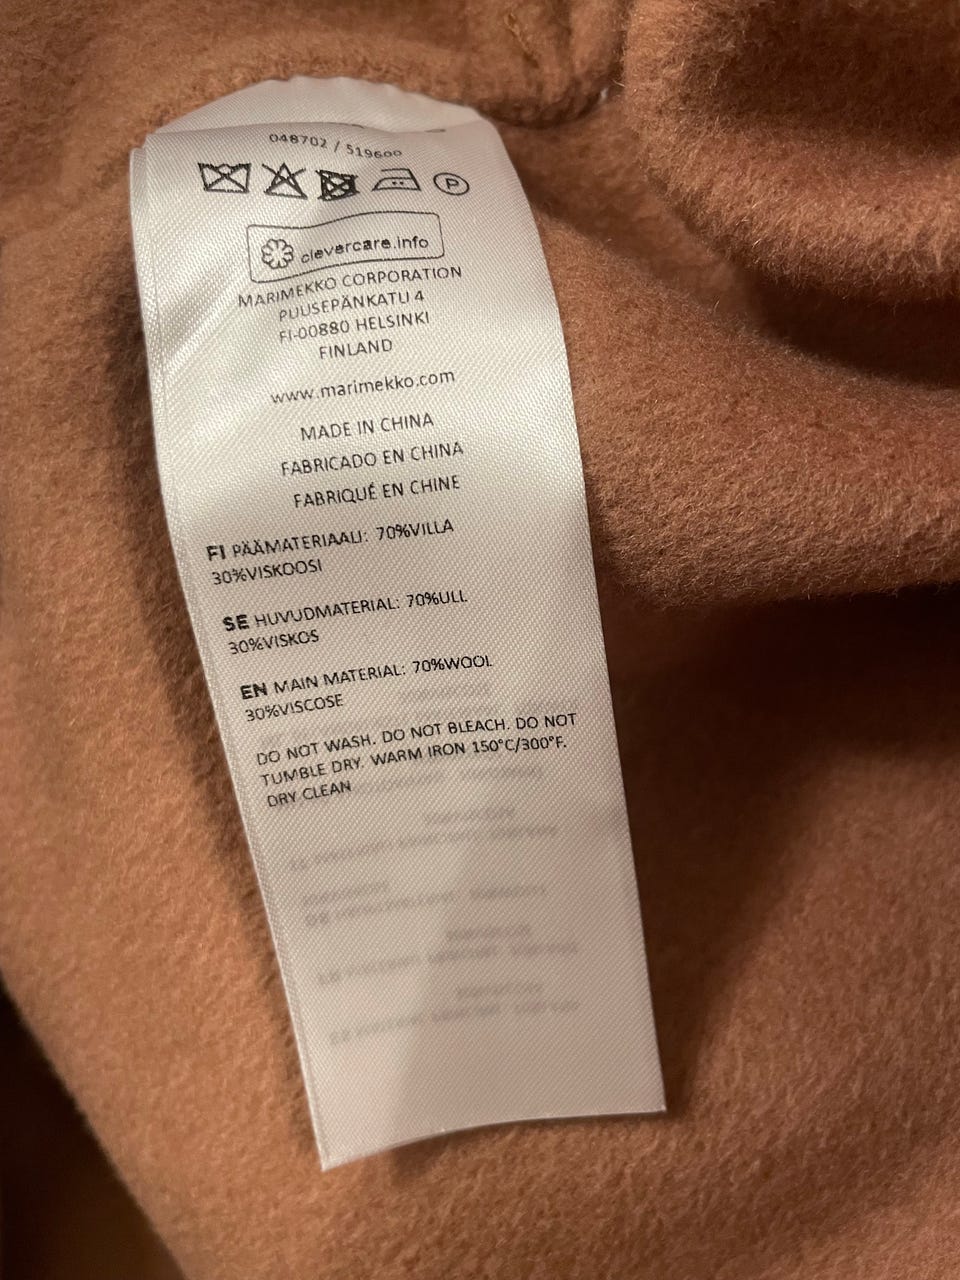 048702 / 519600
P
clevercare.info
MARIMEKKO CORPORATION
PUUSEPÄNKATU 4
FI-00880 HELSINKI
FINLAND
www.marimekko.com
MADE IN CHINA
FABRICADO EN CHINA
FABRIQUÉ EN CHINE
FI PÄÄMATERIAALI: 70%VILLA
30%VISKOOSI
SE HUVUDMATERIAL: 70%ULL
30%VISKOS
EN MAIN MATERIAL: 70%WOOL
30%VISCOSE
DO NOT WASH. DO NOT BLEACH. DO NOT
TUMBLE DRY. WARM IRON 150°C/300°F.
DRY CLEAN